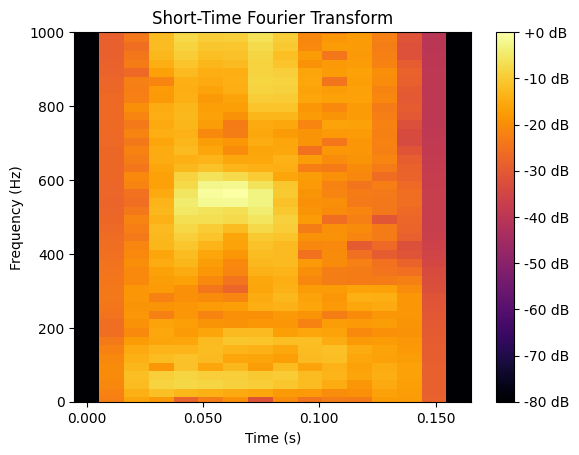 Short-Time Fourier Transform
1000
800
600
400
200
0
Frequency (Hz)
0.000
0.050
0.100
0.150
Time (s)
+0 dB
-10 dB
-20 dB
-30 dB
-40 dB
-50 dB
-60 dB
-70 dB
-80 dB